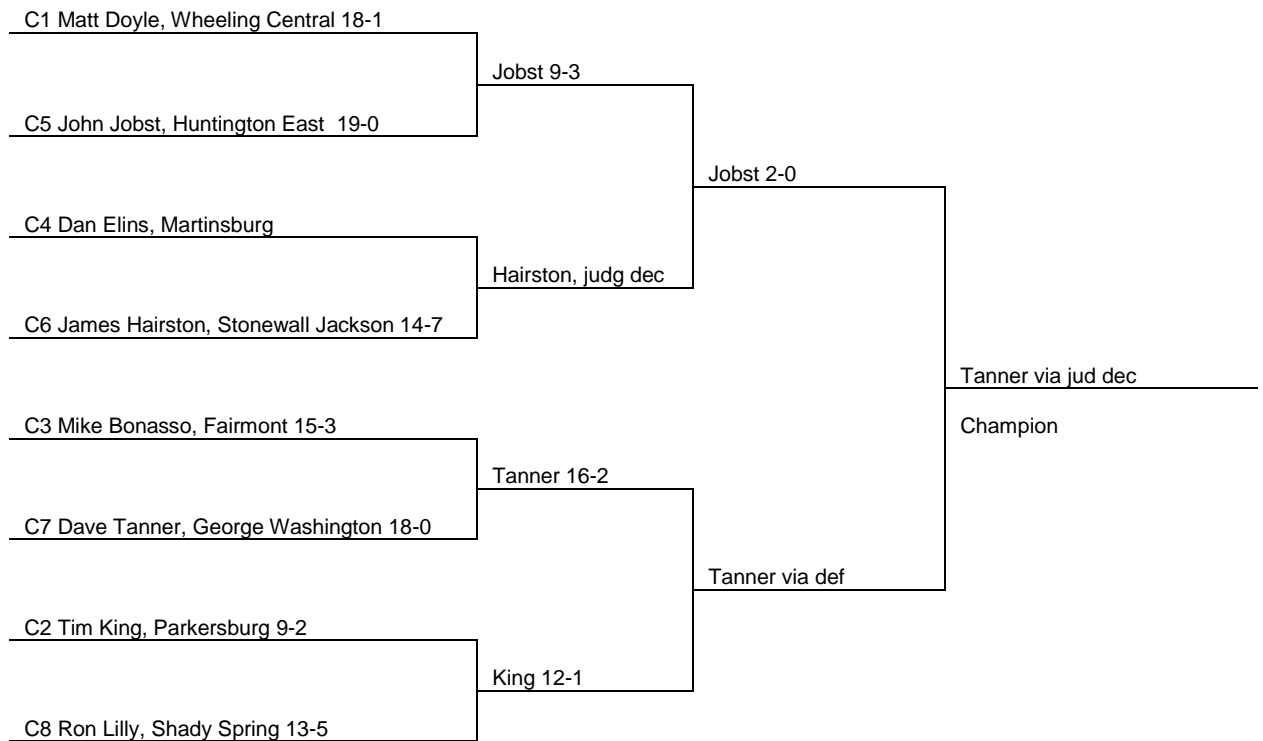 C1 Matt Doyle, Wheeling Central 18-1
Jobst 9-3
C5 John Jobst, Huntington East  19-0
Jobst 2-0
C4 Dan Elins, Martinsburg
Hairston, judg dec
C6 James Hairston, Stonewall Jackson 14-7
Tanner via jud dec
C3 Mike Bonasso, Fairmont 15-3
Champion
Tanner 16-2
C7 Dave Tanner, George Washington 18-0
Tanner via def
C2 Tim King, Parkersburg 9-2
King 12-1
C8 Ron Lilly, Shady Spring 13-5